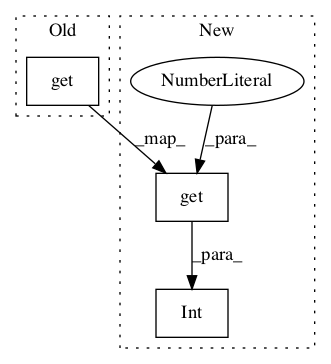 Old
New
get
NumberLiteral
_map_
_para_
get
_para_
Int